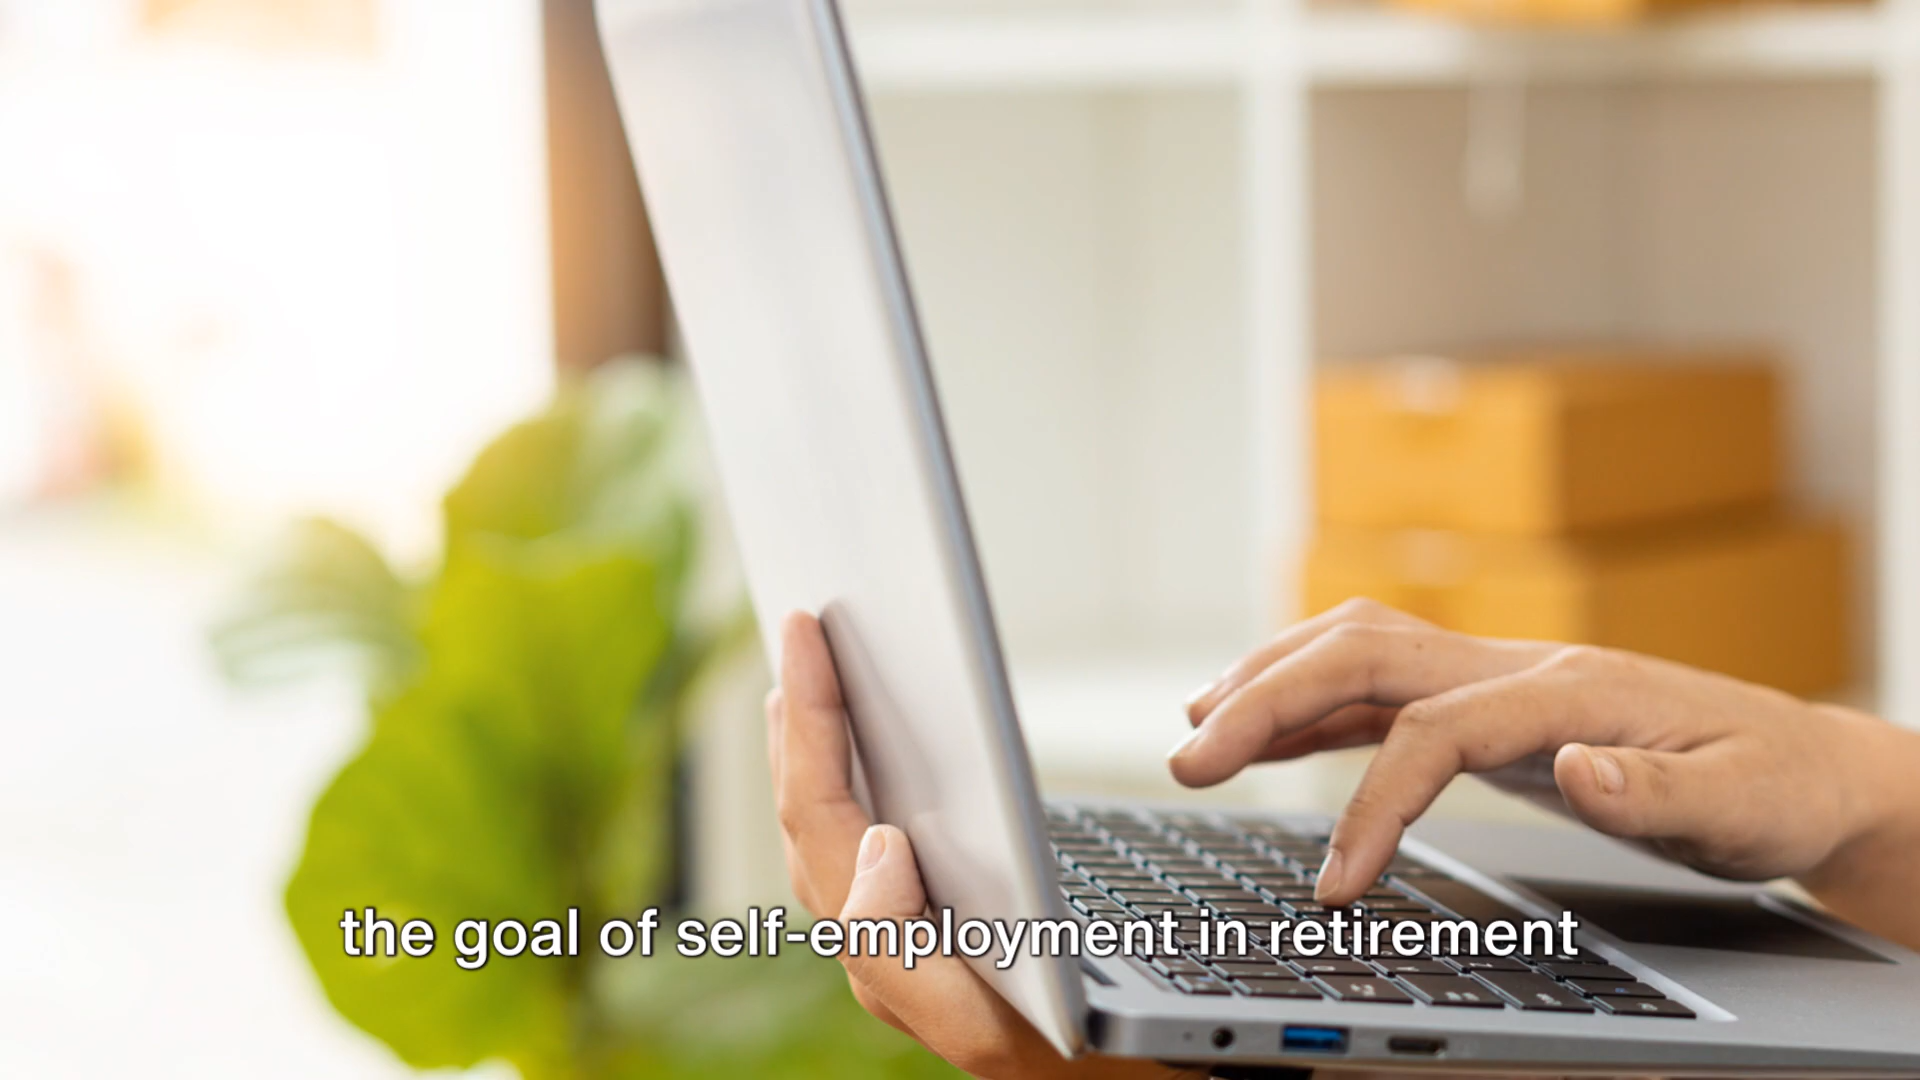 the goal of self-employment in retirement